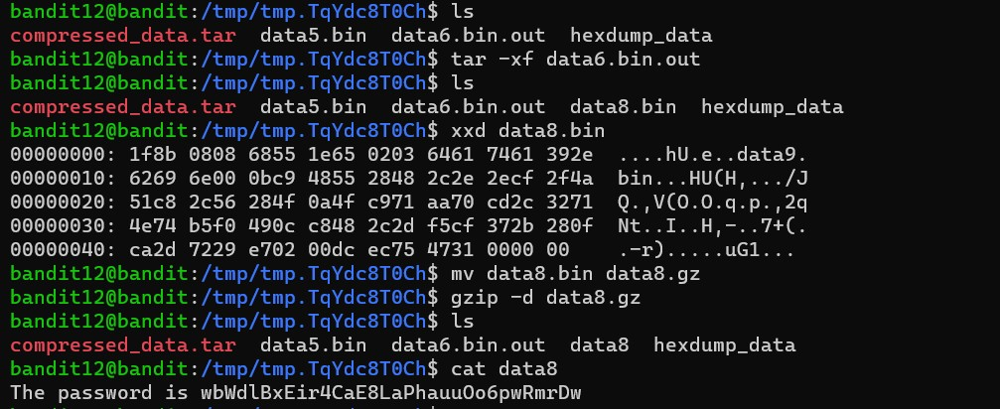 bandit12@bandit:/tmp/tmp.TqYdc8T0Ch$ ls
compressed_data.tar data5.bin data6.bin.out hexdump_data
bandit12@bandit:/tmp/tmp.TqYdc8T0Ch$ tar -xf data6.bin.out
bandit12@bandit:/tmp/tmp.TqYdc8T0Ch$ ls
compressed_data.tar data5.bin data6.bin.out data8.bin hexdump_data
bandit12@bandit:/tmp/tmp.TqYdc8T0Ch$ xxd data8.bin
00000000: 1f8b 0808 6855 1e65 0203 6461 7461 392e ....hU.e..data9.
00000010: 6269 6e00 0bc9 4855 2848 2c2e 2ecf 2f4a bin...HU(H,.../J
00000020: 51c8 2c56 284f 0a4f c971 aa70 cd2c 3271 Q.,V(O.O.q.p.,2q
00000030: 4e74 b5f0 490c c848 2c2d f5cf 372b 280f Nt..I..H,-..7+(.
00000040: ca2d 7229 e702 00dc ec75 4731 0000 00 .-r).....uG1...
bandit12@bandit:/tmp/tmp.TqYdc8T0Ch$ mv data8.bin data8.gz
bandit12@bandit:/tmp/tmp.TqYdc8T0Ch$ gzip -d data8.gz
bandit12@bandit:/tmp/tmp.TqYdc8T0Ch$ ls
compressed_data.tar data5.bin data6.bin.out data8 hexdump_data
bandit12@bandit:/tmp/tmp.TqYdc8T0Ch$ cat data8
The password is wbWdlBxEir4CaE8LaPhauuOo6pwRmrDw